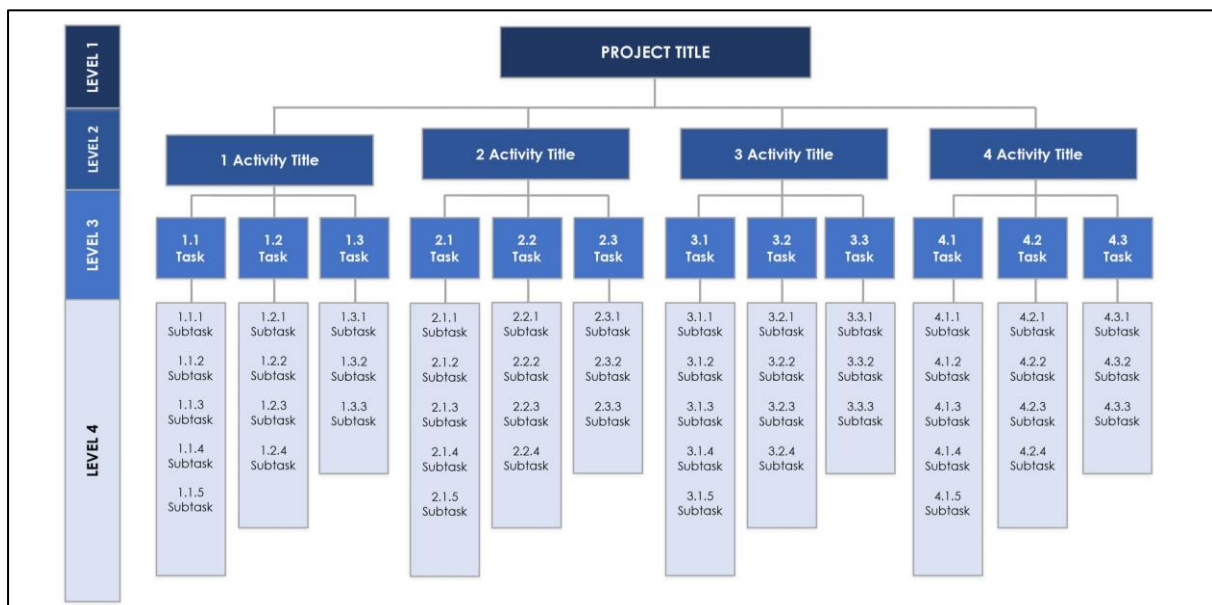 LEVEL 1
PROJECT TITLE
LEVEL 2
1 Activity Title
2 Activity Title
3 Activity Title
4 Activity Title
LEVEL 3
1.1
Task
1.2
Task
1.3
Task
2.1
Task
2.2
Task
2.3
Task
3.1
Task
3.2
Task
3.3
Task
4.1
Task
4.2
Task
4.3
Task
LEVEL 4
1.1.1
Subtask
1.1.2
Subtask
1.1.3
Subtask
1.1.4
Subtask
1.1.5
Subtask
1.2.1
Subtask
1.2.2
Subtask
1.2.3
Subtask
1.2.4
Subtask
1.3.1
Subtask
1.3.2
Subtask
1.3.3
Subtask
2.1.1
Subtask
2.1.2
Subtask
2.1.3
Subtask
2.1.4
Subtask
2.1.5
Subtask
2.2.1
Subtask
2.2.2
Subtask
2.2.3
Subtask
2.2.4
Subtask
2.3.1
Subtask
2.3.2
Subtask
2.3.3
Subtask
3.1.1
Subtask
3.1.2
Subtask
3.1.3
Subtask
3.1.4
Subtask
3.1.5
Subtask
3.2.1
Subtask
3.2.2
Subtask
3.2.3
Subtask
3.2.4
Subtask
3.3.1
Subtask
3.3.2
Subtask
3.3.3
Subtask
4.1.1
Subtask
4.1.2
Subtask
4.1.3
Subtask
4.1.4
Subtask
4.1.5
Subtask
4.2.1
Subtask
4.2.2
Subtask
4.2.3
Subtask
4.2.4
Subtask
4.3.1
Subtask
4.3.2
Subtask
4.3.3
Subtask